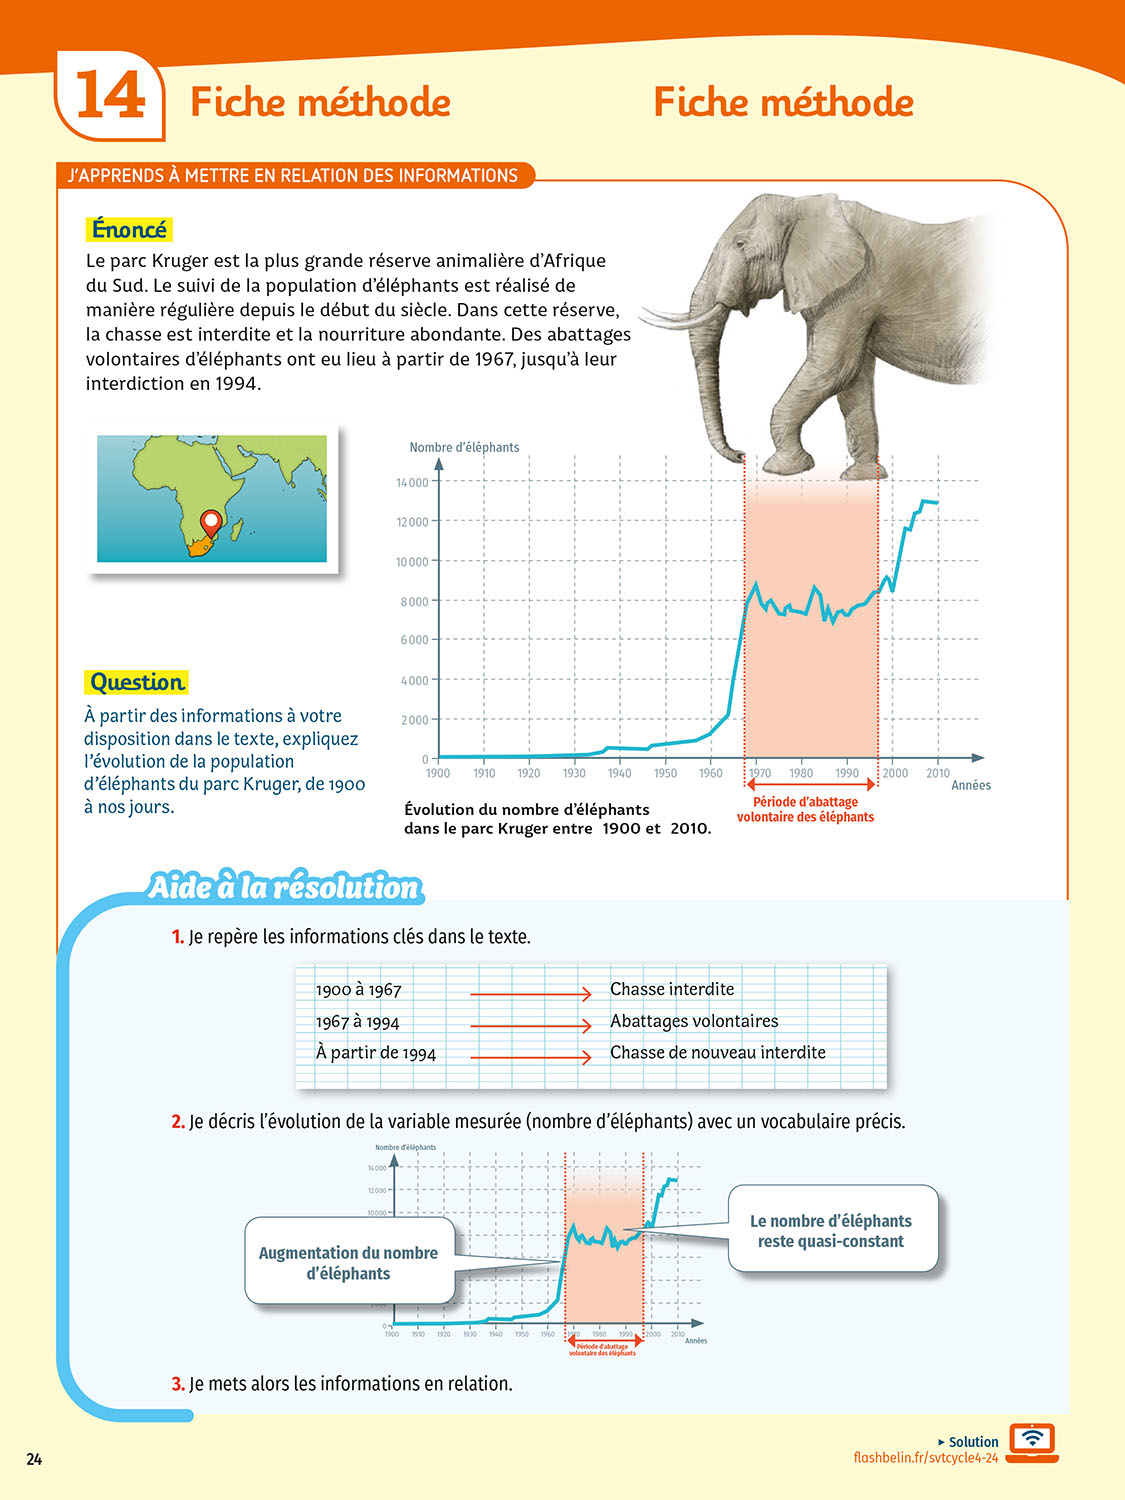 14
Fiche méthode
Fiche méthode
J'APPRENDS À METTRE EN RELATION DES INFORMATIONS
Énoncé
Le parc Kruger est la plus grande réserve animalière d'Afrique
du Sud. Le suivi de la population d'éléphants est réalisé de
manière régulière depuis le début du siècle. Dans cette réserve,
la chasse est interdite et la nourriture abondante. Des abattages
volontaires d'éléphants ont eu lieu à partir de 1967, jusqu'à leur
interdiction en 1994.
Nombre d'éléphants
14 000
12 000
10 000
8 000
6 000
4 000
2 000
0
1900 1910 1920 1930 1940 1950 1960 1970 1980 1990 2000 2010
Années
Période d'abattage
volontaire des éléphants
Évolution du nombre d'éléphants
dans le parc Kruger entre 1900 et 2010.
Question
À partir des informations à votre
disposition dans le texte, expliquez
l'évolution de la population
d'éléphants du parc Kruger, de 1900
à nos jours.
Aide à la résolution
1. Je repère les informations clés dans le texte.
1900 à 1967 Chasse interdite
1967 à 1994 Abattages volontaires
À partir de 1994 Chasse de nouveau interdite
2. Je décris l'évolution de la variable mesurée (nombre d'éléphants) avec un vocabulaire précis.
Nombre d'éléphants
14 000
12 000
10 000
0
1900 1910 1920 1930 1940 1950 1960 1970 1980 1990 2000 2010
Années
Période d'abattage
volontaire des éléphants
Augmentation du nombre
d'éléphants
Le nombre d'éléphants
reste quasi-constant
3. Je mets alors les informations en relation.
24
▸ Solution
flashbelin.fr/svtcycle4-24